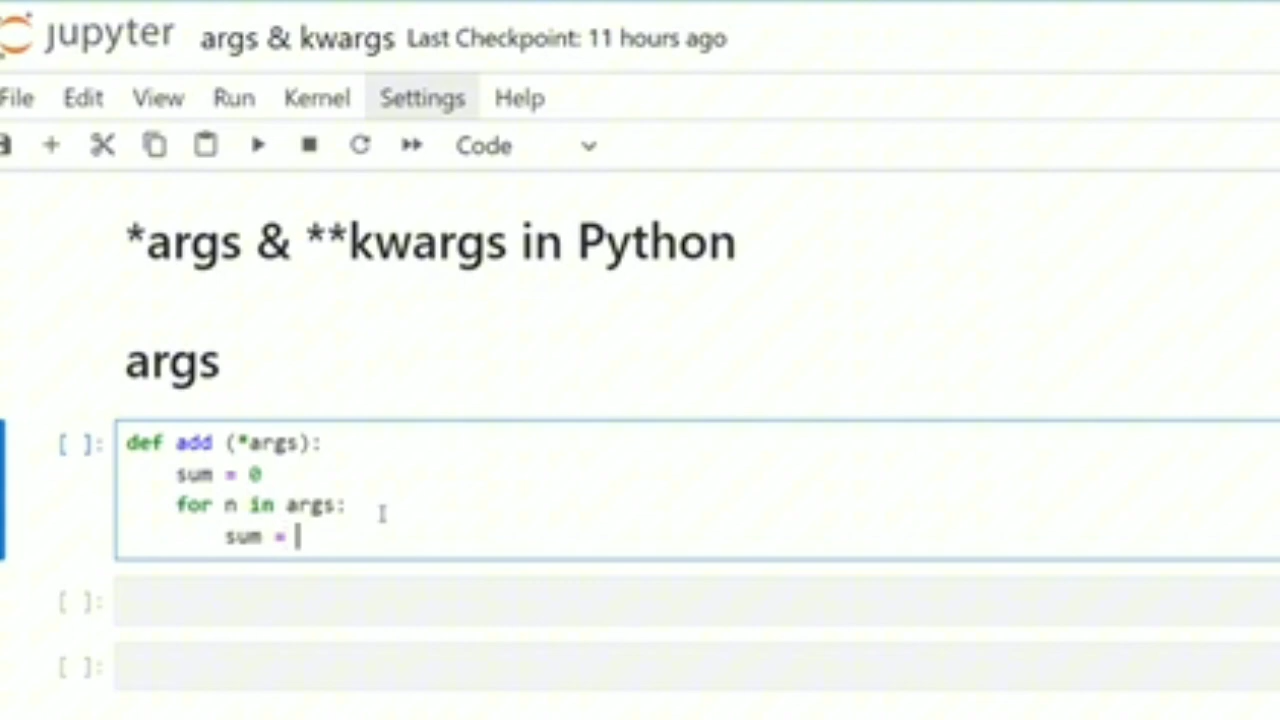 jupyter args & kwargs Last Checkpoint: 11 hours ago
File Edit View Run Kernel Settings Help
Code
*args & **kwargs in Python
args
[ ]: def add (*args):
sum = 0
for n in args:
sum =
[ ]:
[ ]: